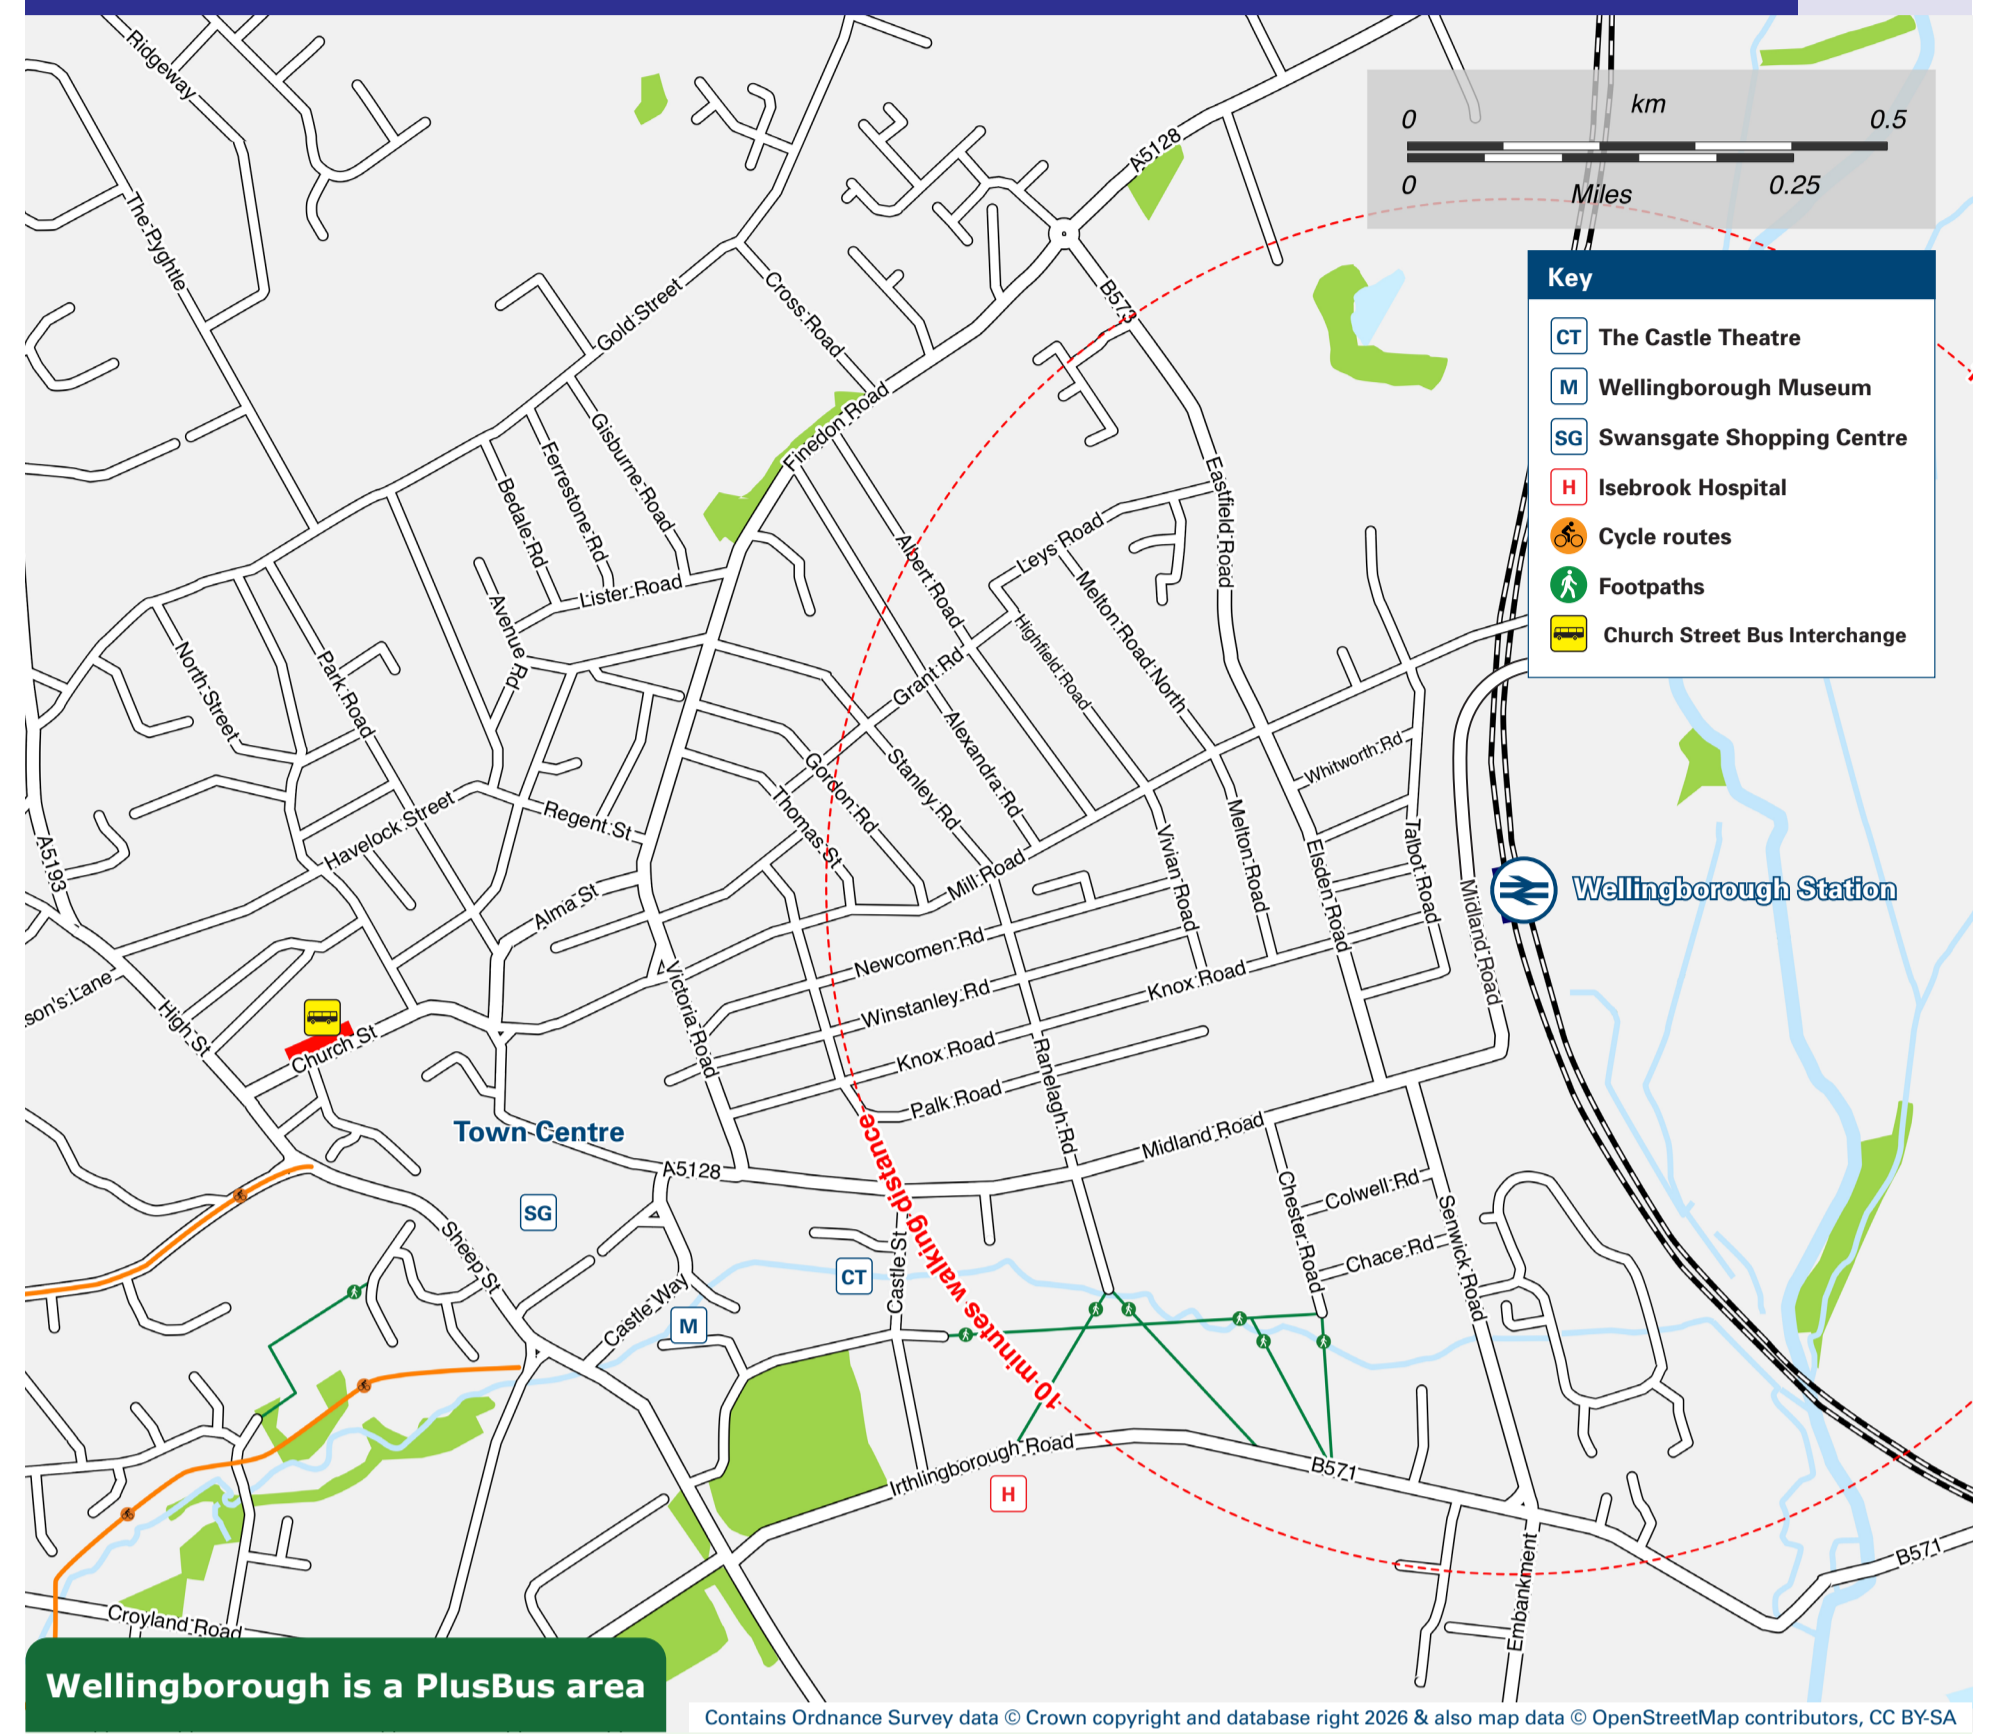 Ridgeway
A5128
km
0
0.5
0
Miles
0.25
The Pyghtle
Key
CT The Castle Theatre
M Wellingborough Museum
SG Swansgate Shopping Centre
H Isebrook Hospital
Cycle routes
Footpaths
Church Street Bus Interchange
Gold Street
Cross Road
B573
Finedon Road
Gisburne Road
Ferrestone Rd
Bedale Rd
Eastfield Road
Leys Road
Albert Road
Lister Road
Avenue Rd
Melton Road North
Highfield Road
North Street
Park Road
Grant Rd
Alexandra Rd
Stanley Rd
Gordon Rd
Thomas St
Whitworth Rd
Havelock Street
Regent St
A5193
Mill Road
Vivian Road
Melton Road
Elsden Road
Talbot Road
Midland Road
Wellingborough Station
Alma St
Newcomen Rd
Winstanley Rd
Knox Road
Victoria Road
son's Lane
High St
Church St
Knox Road
Palk Road
Ranelagh Rd
Town Centre
Midland Road
A5128
10 minutes walking distance
SG
Sheep St
Castle Way
CT
Castle St
M
Chester Road
Colwell Rd
Chace Rd
Senwick Road
Irthlingborough Road
H
B571
Embankment
B571
Croyland Road
Wellingborough is a PlusBus area
Contains Ordnance Survey data © Crown copyright and database right 2026 & also map data © OpenStreetMap contributors, CC BY-SA